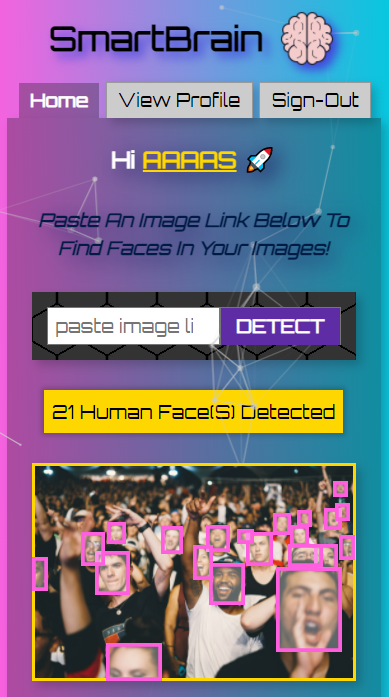 SmartBrain
Home View Profile Sign-Out
Hi AAAAS 🚀
Paste An Image Link Below To
Find Faces In Your Images!
paste image li DETECT
21 Human Face(S) Detected